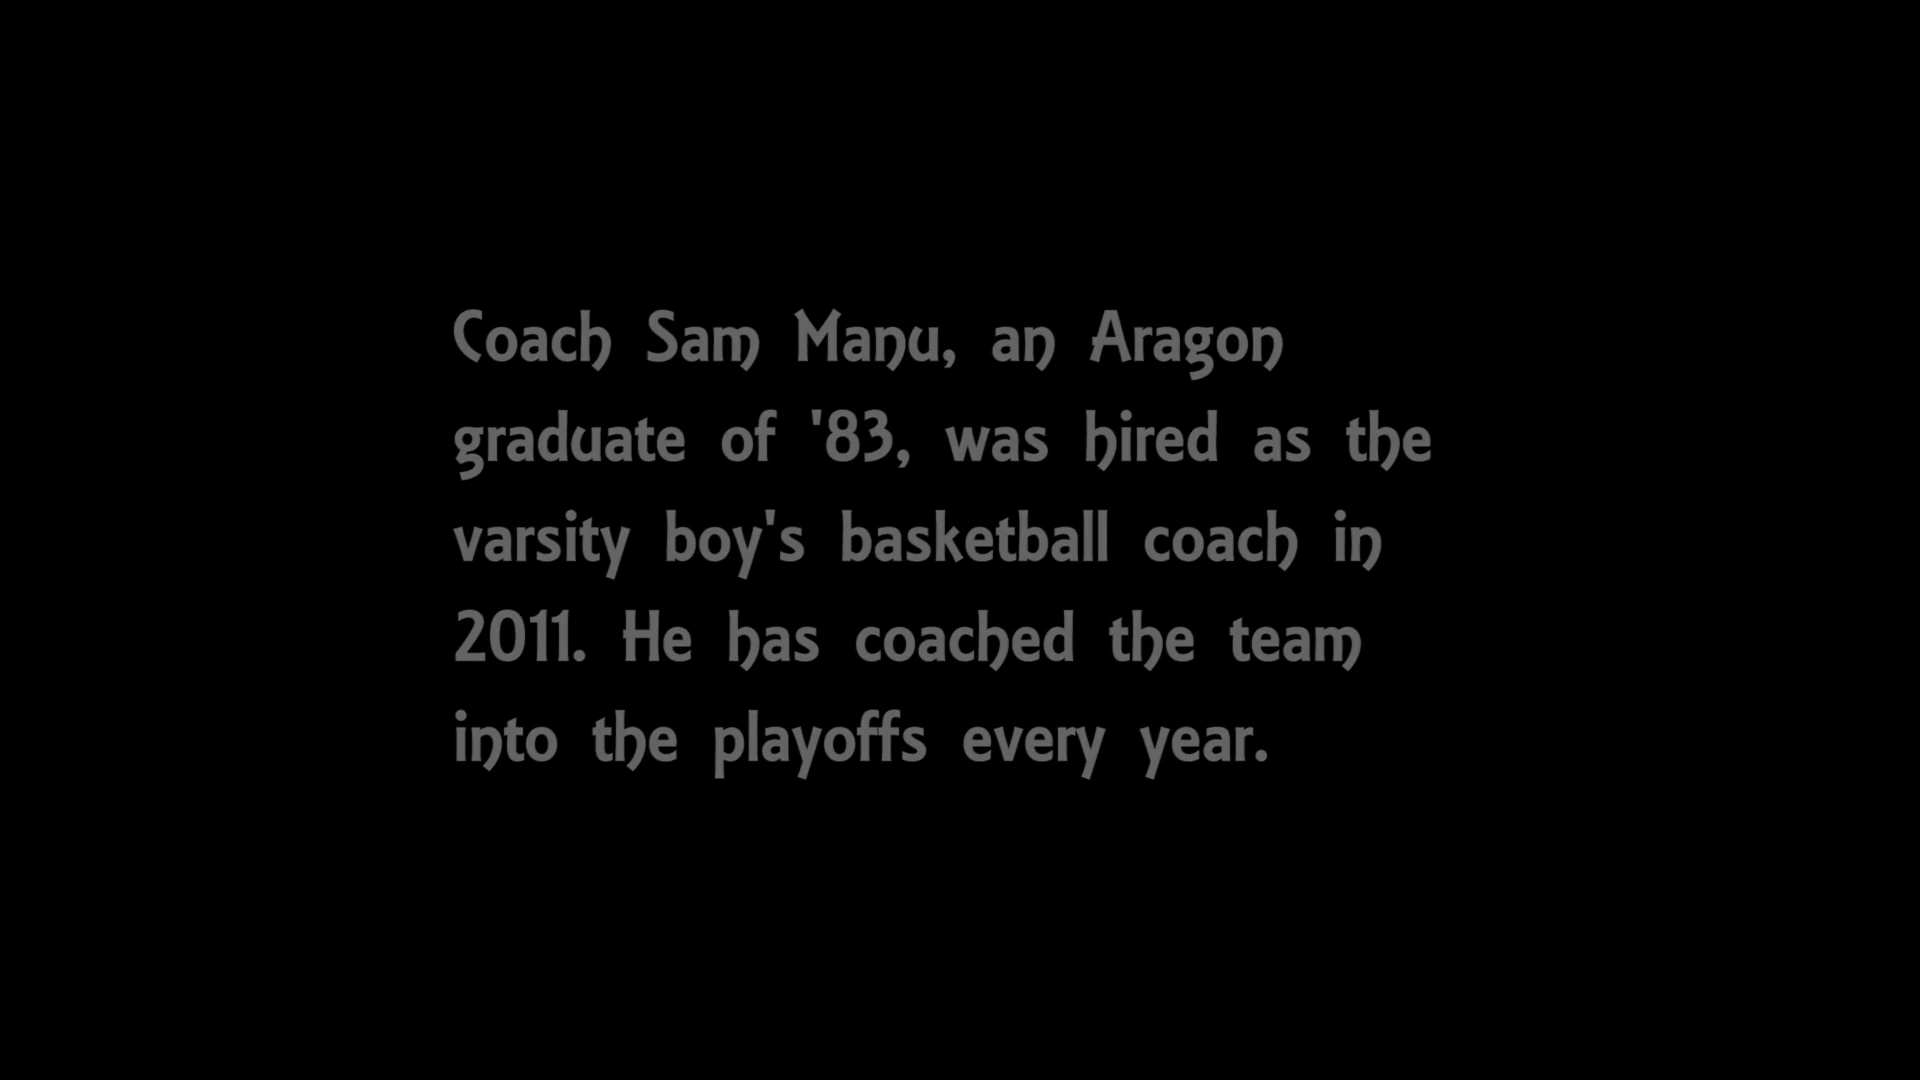 Coach Sam Manu, an Aragon
graduate of '83, was hired as the
varsity boy's basketball coach in
2011. He has coached the team
into the playoffs every year.